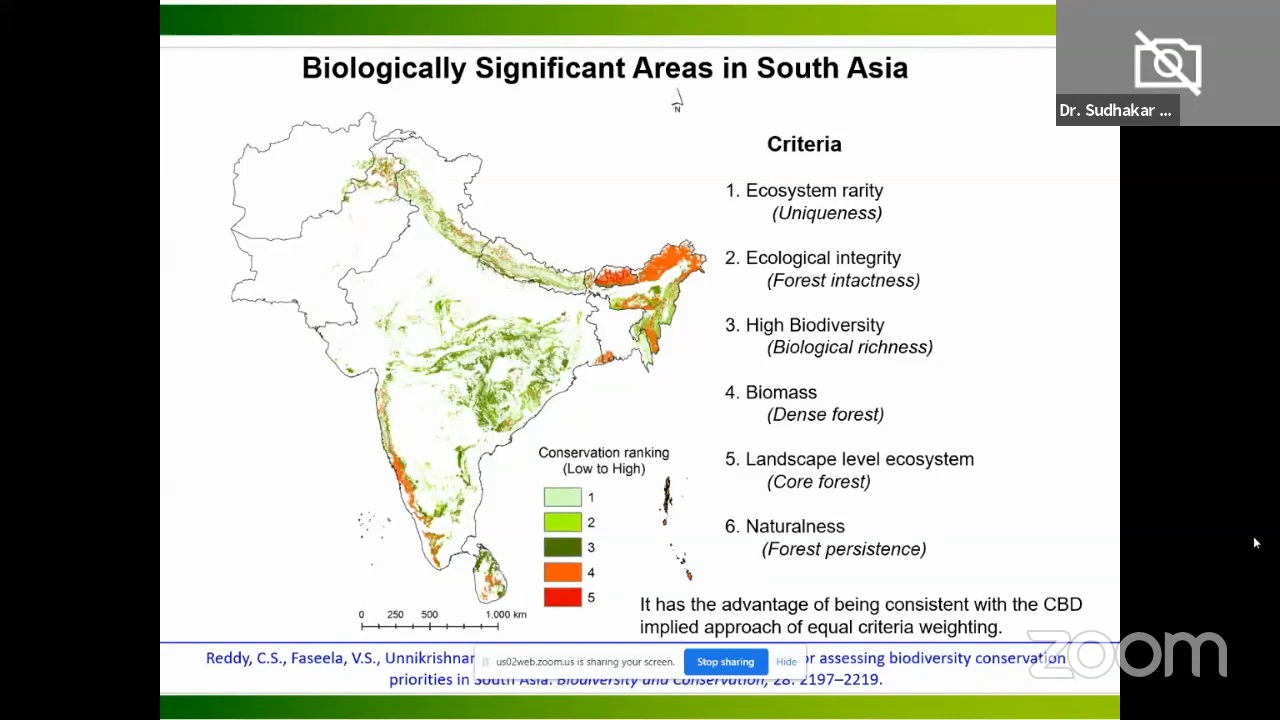 Biologically Significant Areas in South Asia
Dr. Sudhakar ...
N
Criteria
1. Ecosystem rarity
(Uniqueness)
2. Ecological integrity
(Forest intactness)
3. High Biodiversity
(Biological richness)
4. Biomass
(Dense forest)
5. Landscape level ecosystem
(Core forest)
6. Naturalness
(Forest persistence)
Conservation ranking
(Low to High)
1
2
3
4
5
0 250 500 1,000 km
It has the advantage of being consistent with the CBD
implied approach of equal criteria weighting.
zoom
Reddy, C.S., Faseela, V.S., Unnikrishnan or assessing biodiversity conservation
us02web.zoom.us is sharing your screen. Stop sharing Hide
priorities in South Asia. Biodiversity and Conservation, 28: 2197–2219.